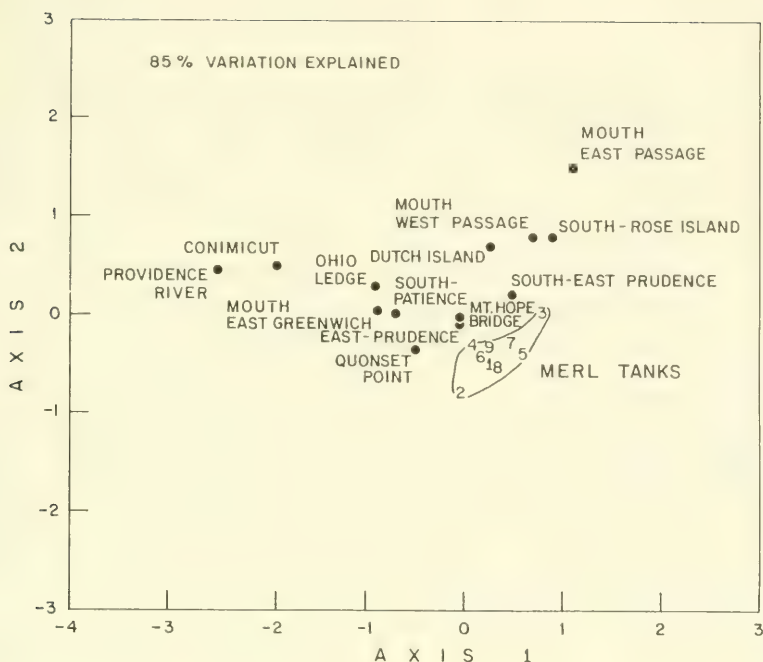 3
85% VARIATION EXPLAINED
2
MOUTH
EAST PASSAGE
1
MOUTH
WEST PASSAGE
SOUTH-ROSE ISLAND
CONIMICUT
OHIO
LEDGE
DUTCH ISLAND
PROVIDENCE
RIVER
SOUTH-
PATIENCE
SOUTH-EAST PRUDENCE
0
MOUTH
EAST GREENWICH
MT. HOPE
BRIDGE
3
EAST-PRUDENCE
QUONSET
POINT
4 9 7
6 18 5
2
MERL TANKS
-1
-2
-3
AXIS 2
-4 -3 -2 -1 0 1 2 3
AXIS 1